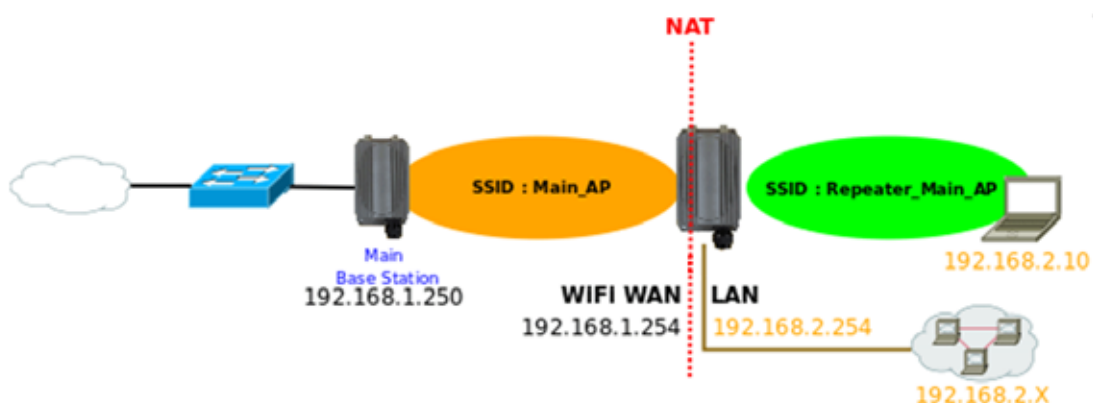 NAT
SSID : Main_AP
SSID : Repeater_Main_AP
Main
Base Station
192.168.1.250
192.168.2.10
WIFI WAN
LAN
192.168.1.254
192.168.2.254
192.168.2.X